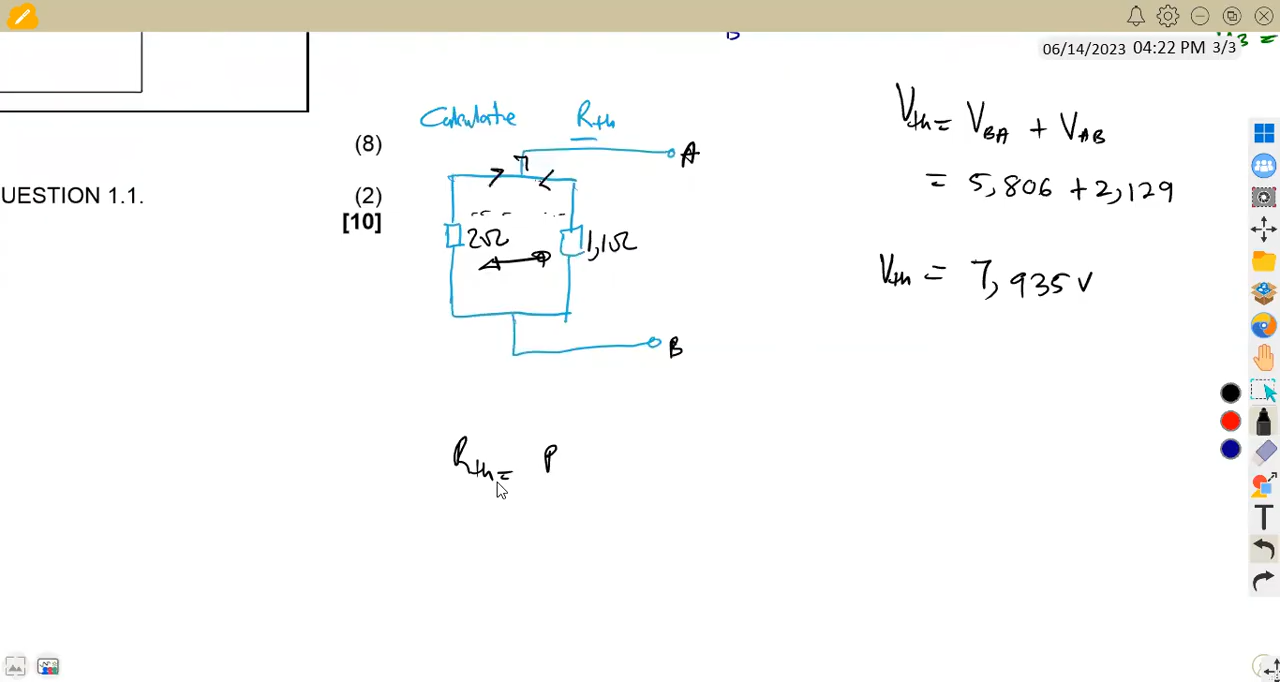 06/14/2023 04:22 PM 3/3
B
(8)
UESTION 1.1.
(2)
[10]
Calculate Rth
A
2Ω
1,1Ω
B
Vth = VBA + VAB
= 5,806 + 2,129
Vth = 7,935 V
Rth = P
T